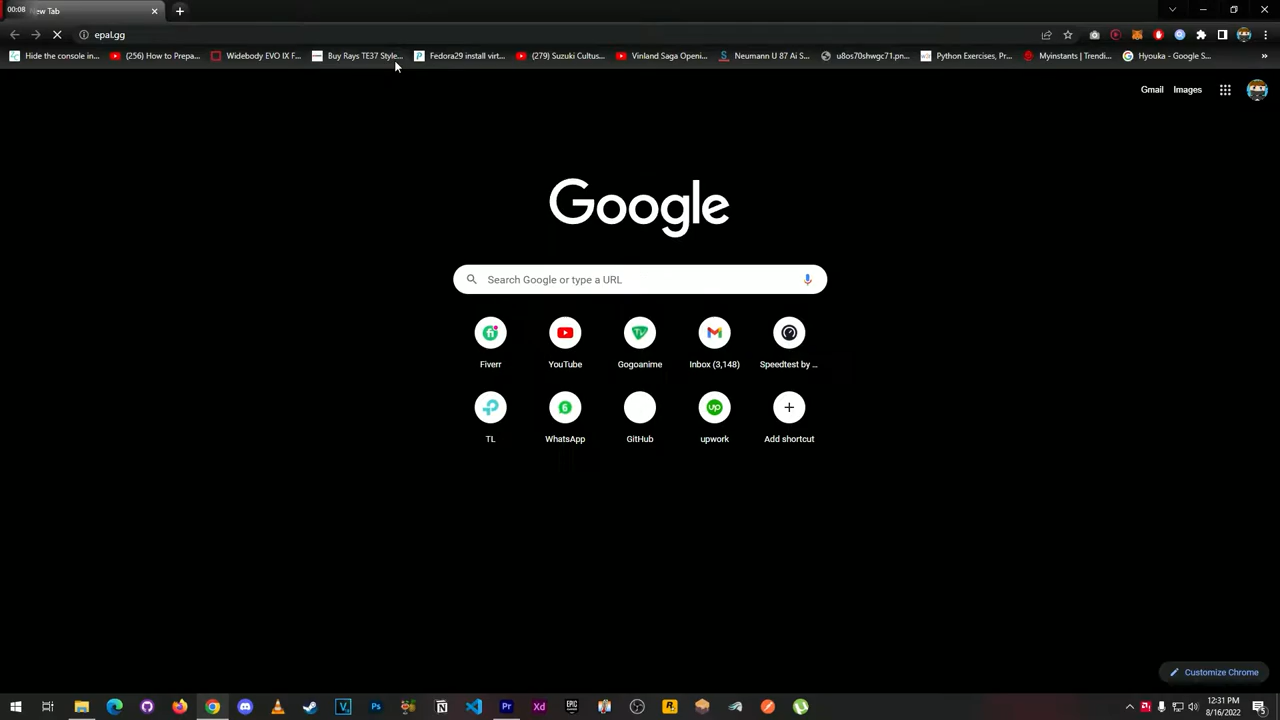 00:08
New Tab
epal.gg
Hide the console in...
(256) How to Prepa...
Widebody EVO IX F...
Buy Rays TE37 Style...
Fedora29 install virt...
(279) Suzuki Cultus...
Vinland Saga Openi...
Neumann U 87 Ai S...
u8os70shwgc71.pn...
Python Exercises, Pr...
Myinstants | Trendi...
Hyouka - Google S...
»
Gmail
Images
Google
Search Google or type a URL
Fiverr
YouTube
Gogoanime
Inbox (3,148)
Speedtest by ...
TL
WhatsApp
GitHub
upwork
Add shortcut
Customize Chrome
12:31 PM
8/16/2022